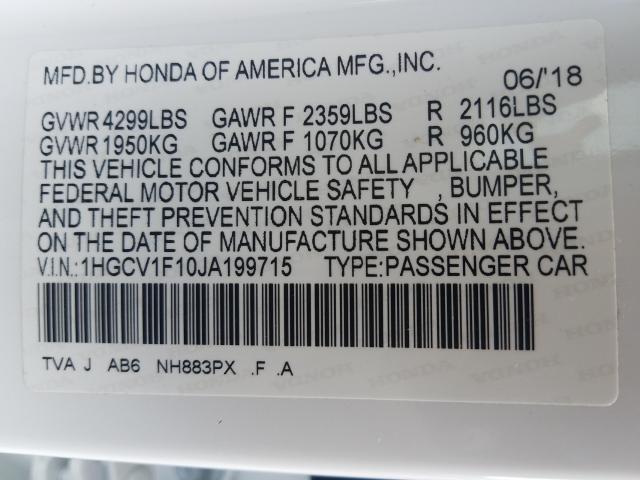 MFD.BY HONDA OF AMERICA MFG.,INC. 06/'18
GVWR 4299LBS GAWR F 2359LBS R 2116LBS
GVWR 1950KG GAWR F 1070KG R 960KG
THIS VEHICLE CONFORMS TO ALL APPLICABLE
FEDERAL MOTOR VEHICLE SAFETY , BUMPER,
AND THEFT PREVENTION STANDARDS IN EFFECT
ON THE DATE OF MANUFACTURE SHOWN ABOVE.
V.I.N.:1HGCV1F10JA199715 TYPE:PASSENGER CAR
TVA J AB6 NH883PX .F .A